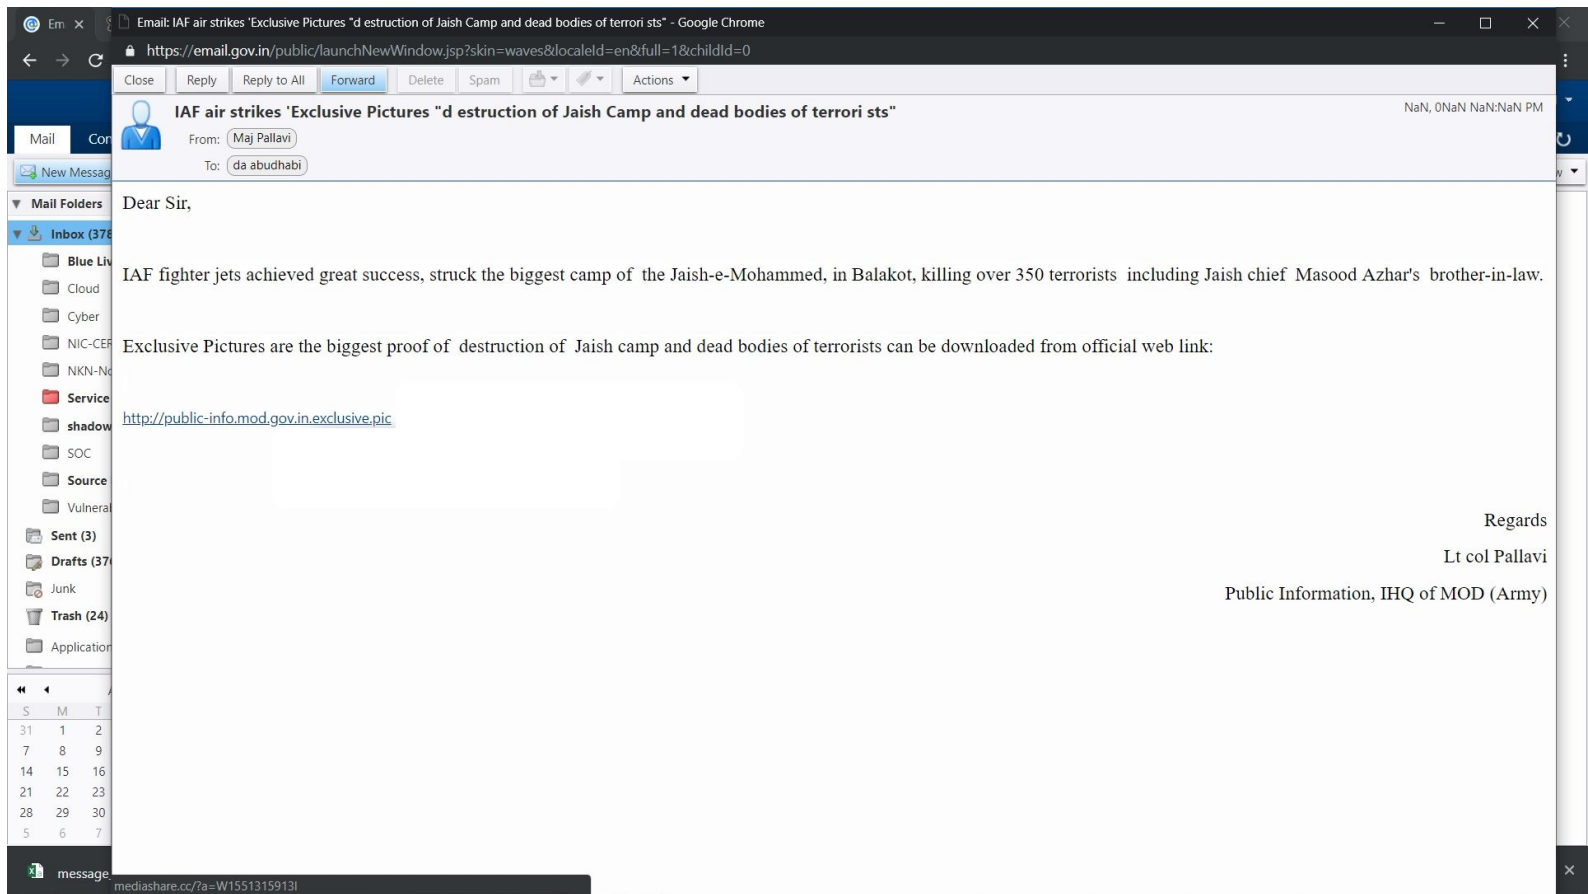 Em
Email: IAF air strikes 'Exclusive Pictures "d estruction of Jaish Camp and dead bodies of terrori sts" - Google Chrome
https://email.gov.in/public/launchNewWindow.jsp?skin=waves&localeId=en&full=1&childId=0
Close Reply Reply to All Forward Delete Spam Actions
IAF air strikes 'Exclusive Pictures "d estruction of Jaish Camp and dead bodies of terrori sts"
NaN, 0NaN NaN:NaN PM
From: Maj Pallavi
To: da abudhabi
Dear Sir,
IAF fighter jets achieved great success, struck the biggest camp of the Jaish-e-Mohammed, in Balakot, killing over 350 terrorists including Jaish chief Masood Azhar's brother-in-law.
Exclusive Pictures are the biggest proof of destruction of Jaish camp and dead bodies of terrorists can be downloaded from official web link:
http://public-info.mod.gov.in.exclusive.pic
Regards
Lt col Pallavi
Public Information, IHQ of MOD (Army)
Mail Con
New Messag
Mail Folders
Inbox (378
Blue Liv
Cloud
Cyber
NIC-CER
NKN-No
Service
shadow
SOC
Source
Vulneral
Sent (3)
Drafts (370
Junk
Trash (24)
Application
S M T
31 1 2
7 8 9
14 15 16
21 22 23
28 29 30
5 6 7
message_
mediashare.cc/?a=W1551315913I